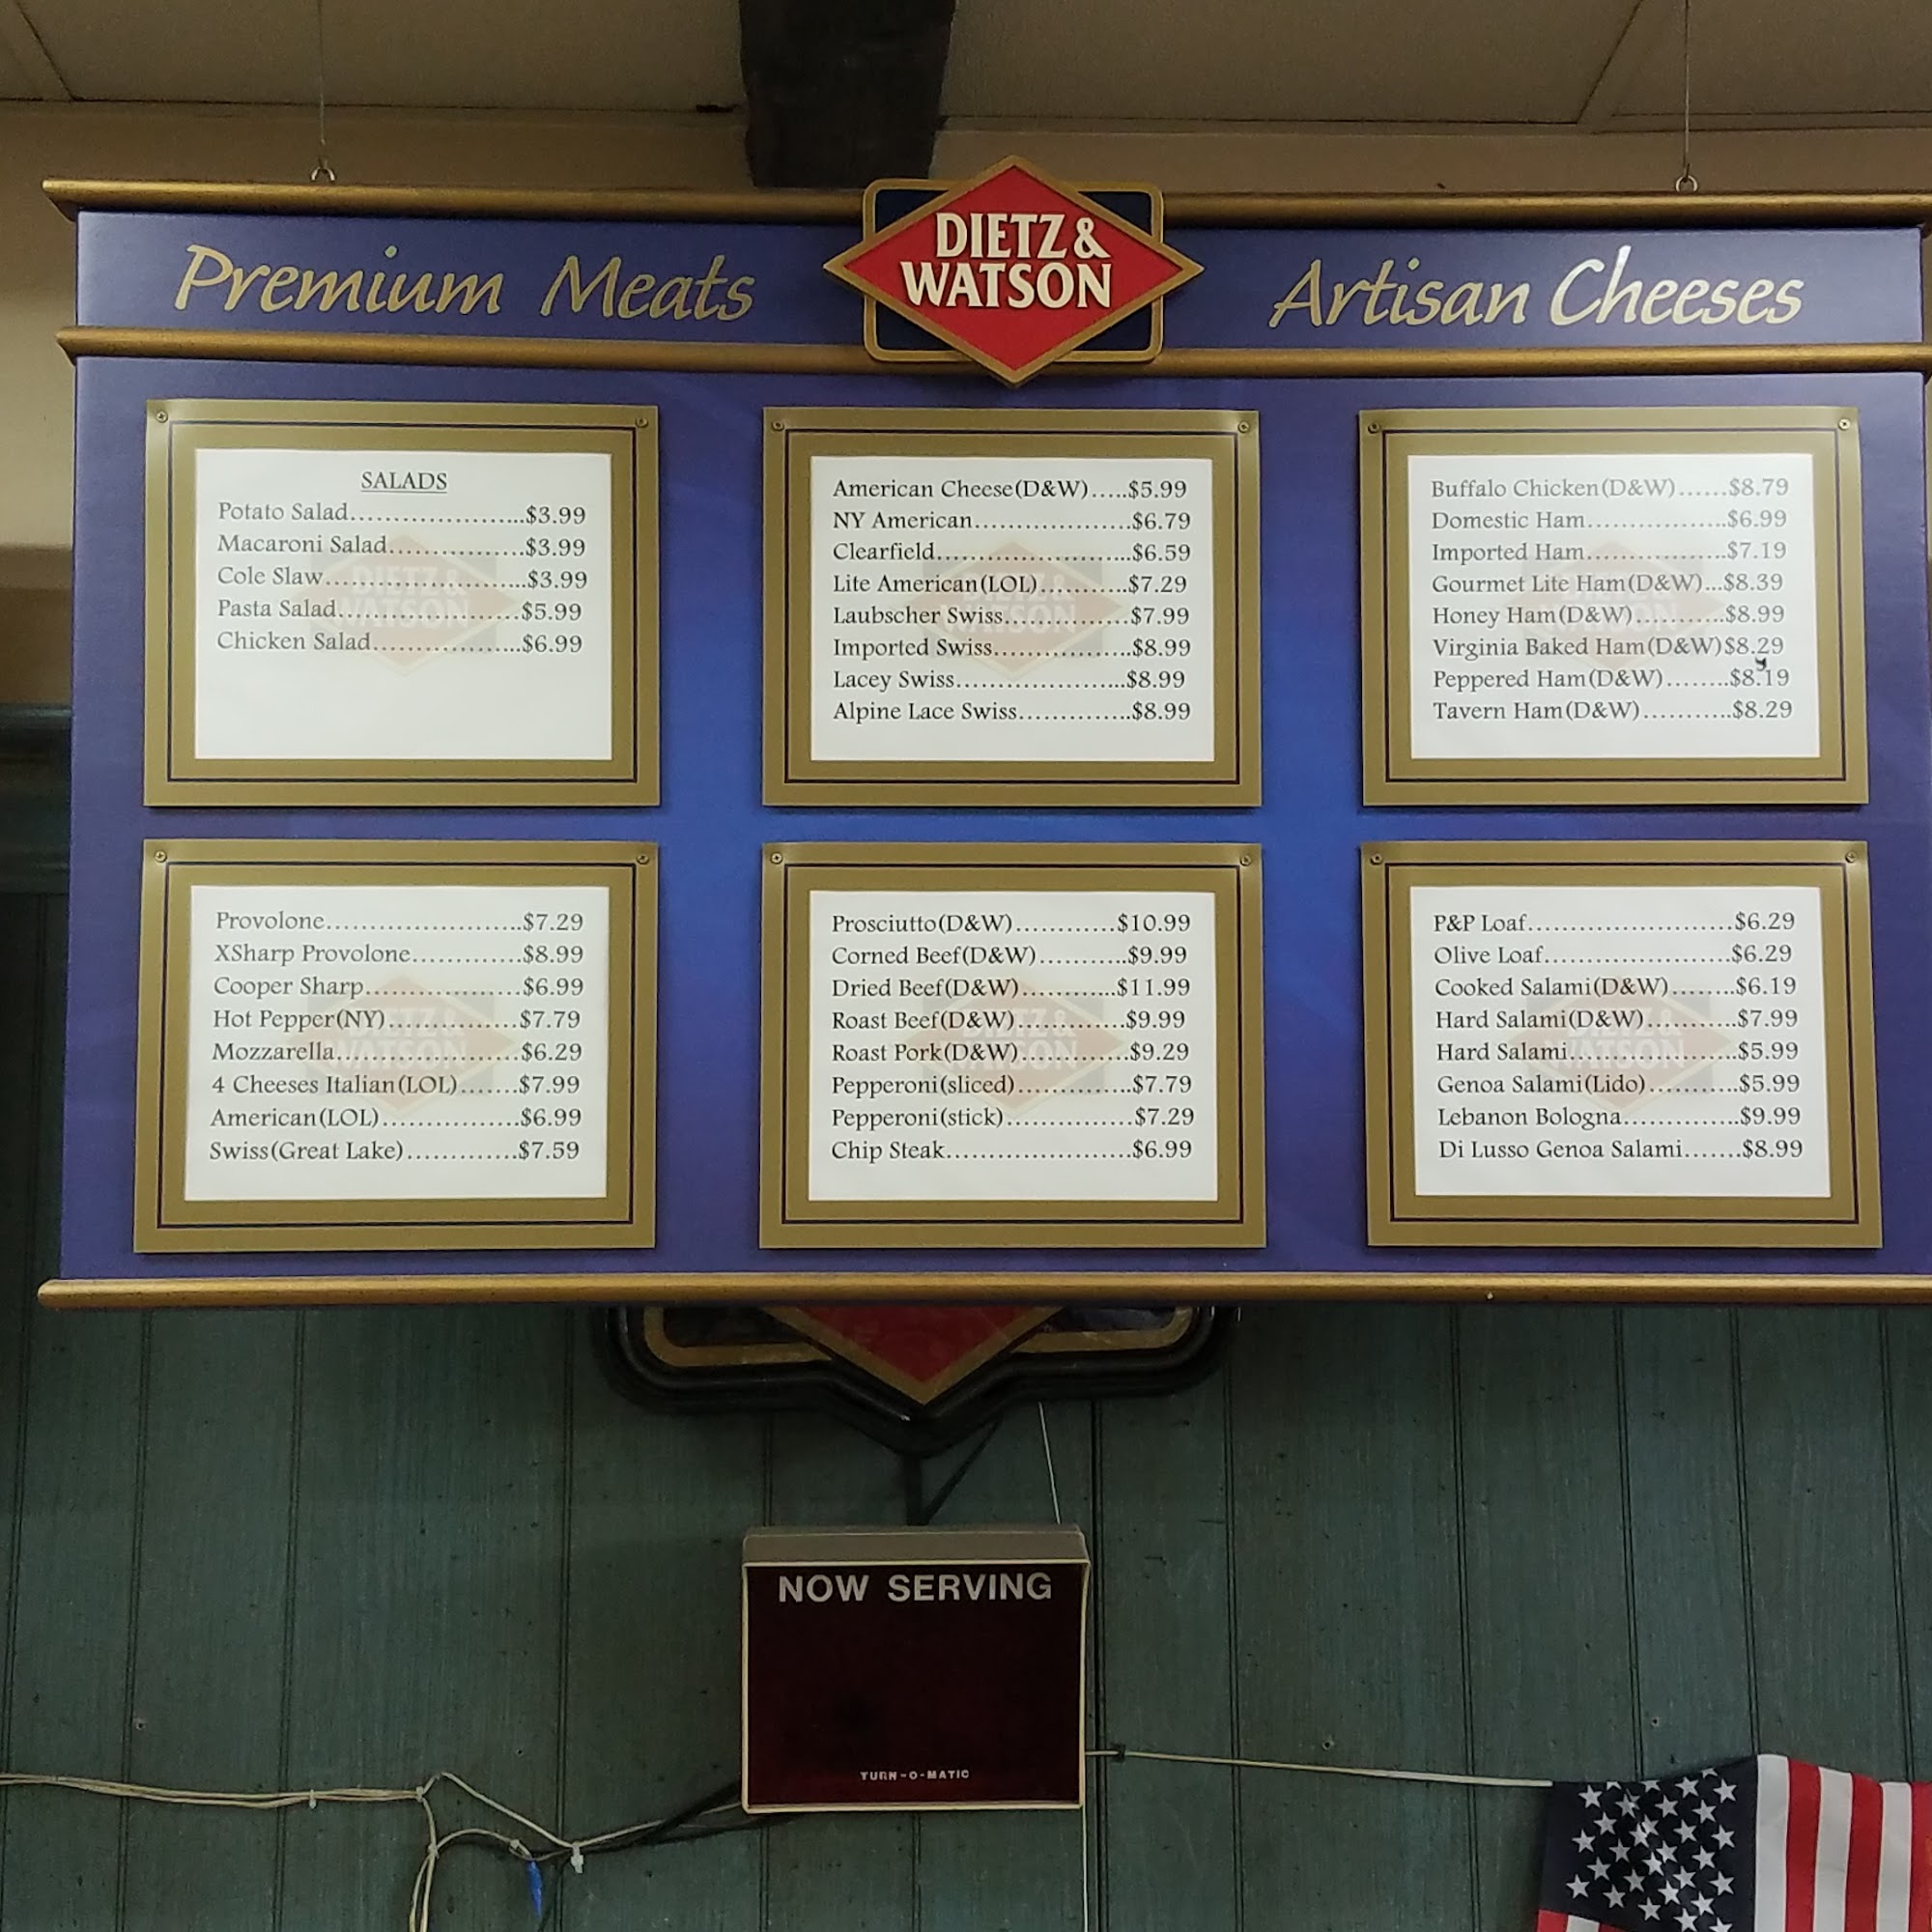 Premium Meats
DIETZ &
WATSON
Artisan Cheeses
SALADS
Potato Salad.......................$3.99
Macaroni Salad.................$3.99
Cole Slaw.........................$3.99
Pasta Salad.......................$5.99
Chicken Salad...................$6.99
American Cheese(D&W).....$5.99
NY American....................$6.79
Clearfield.........................$6.59
Lite American(LOL)...........$7.29
Laubscher Swiss................$7.99
Imported Swiss..................$8.99
Lacey Swiss......................$8.99
Alpine Lace Swiss..............$8.99
Buffalo Chicken(D&W)......$8.79
Domestic Ham..................$6.99
Imported Ham..................$7.19
Gourmet Lite Ham(D&W)...$8.39
Honey Ham(D&W)...........$8.99
Virginia Baked Ham(D&W)$8.29
Peppered Ham(D&W)........$8.19
Tavern Ham(D&W)...........$8.29
Provolone.........................$7.29
XSharp Provolone..............$8.99
Cooper Sharp....................$6.99
Hot Pepper(NY)................$7.79
Mozzarella.......................$6.29
4 Cheeses Italian(LOL).......$7.99
American(LOL).................$6.99
Swiss(Great Lake).............$7.59
Prosciutto(D&W)............$10.99
Corned Beef(D&W)...........$9.99
Dried Beef(D&W)............$11.99
Roast Beef(D&W).............$9.99
Roast Pork(D&W).............$9.29
Pepperoni(sliced)..............$7.79
Pepperoni(stick)...............$7.29
Chip Steak.......................$6.99
P&P Loaf.........................$6.29
Olive Loaf.......................$6.29
Cooked Salami(D&W)........$6.19
Hard Salami(D&W)...........$7.99
Hard Salami.....................$5.99
Genoa Salami(Lido)...........$5.99
Lebanon Bologna..............$9.99
Di Lusso Genoa Salami.......$8.99
NOW SERVING
TURN-O-MATIC